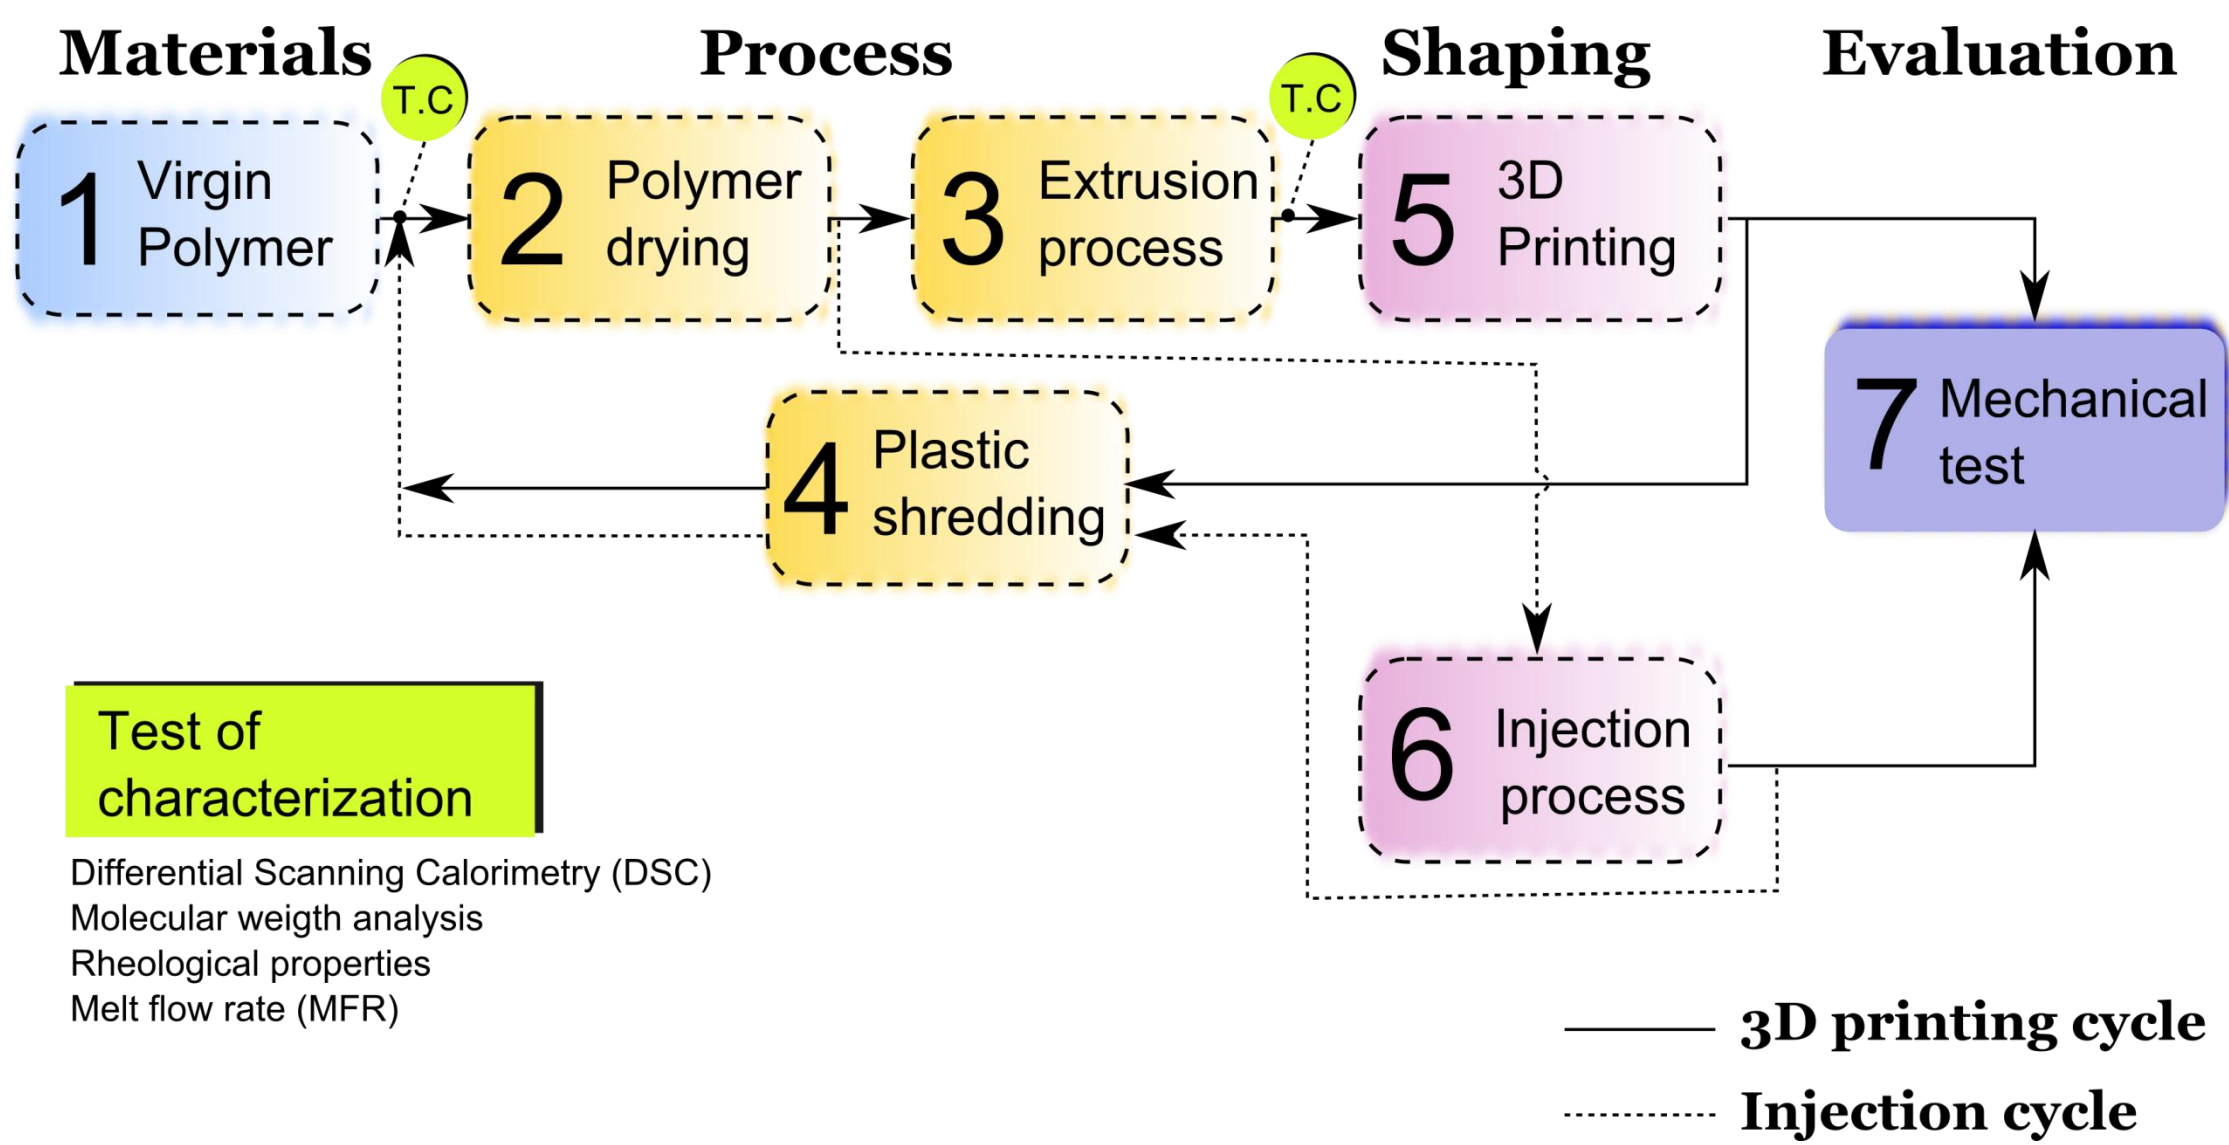 Materials
Process
Shaping
Evaluation
T.C
T.C
1
Virgin
Polymer
2
Polymer
drying
3
Extrusion
process
5
3D
Printing
4
Plastic
shredding
7
Mechanical
test
6
Injection
process
Test of
characterization
Differential Scanning Calorimetry (DSC)
Molecular weigth analysis
Rheological properties
Melt flow rate (MFR)
3D printing cycle
Injection cycle